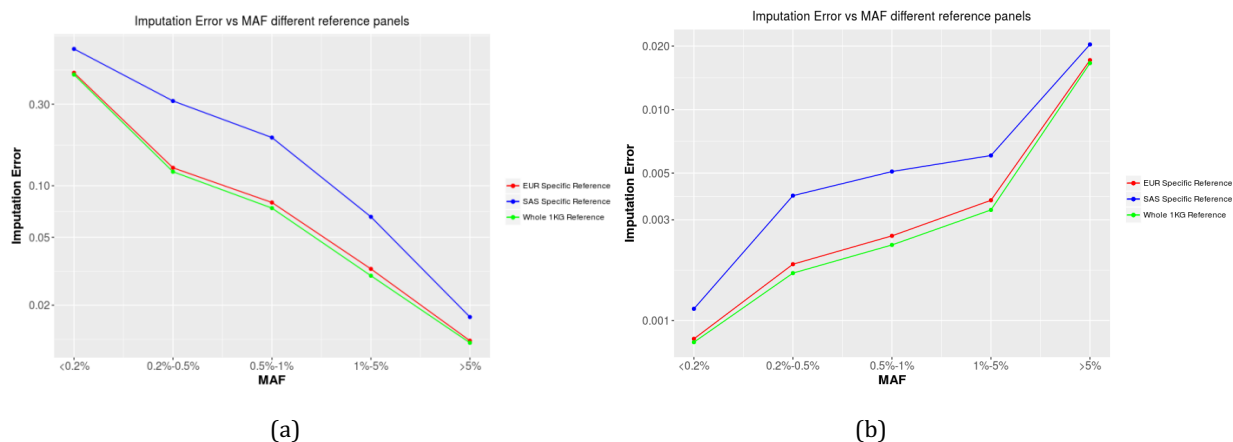 Imputation Error vs MAF different reference panels
Imputation Error
0.30
0.10
0.05
0.02
<0.2%
0.2%-0.5%
0.5%-1%
1%-5%
>5%
MAF
EUR Specific Reference
SAS Specific Reference
Whole 1KG Reference
(a)
Imputation Error vs MAF different reference panels
Imputation Error
0.020
0.010
0.005
0.003
0.001
<0.2%
0.2%-0.5%
0.5%-1%
1%-5%
>5%
MAF
EUR Specific Reference
SAS Specific Reference
Whole 1KG Reference
(b)